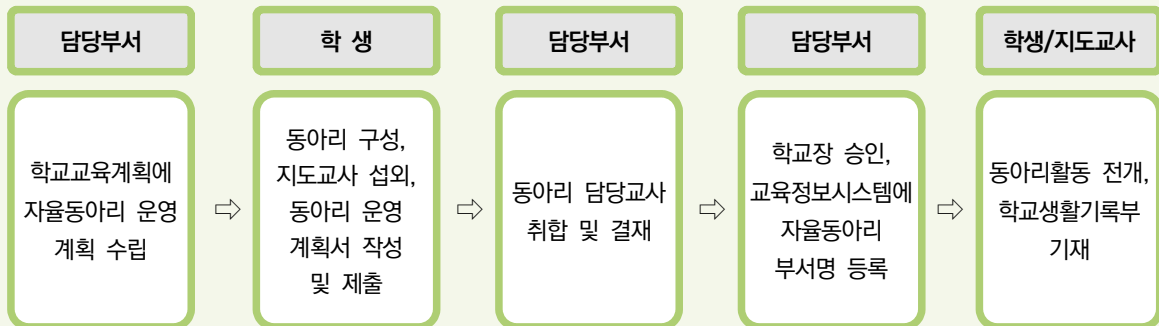 담당부서
학 생
담당부서
담당부서
학생/지도교사
학교교육계획에
자율동아리 운영
계획 수립
⇨
동아리 구성,
지도교사 섭외,
동아리 운영
계획서 작성
및 제출
⇨
동아리 담당교사
취합 및 결재
⇨
학교장 승인,
교육정보시스템에
자율동아리
부서명 등록
⇨
동아리활동 전개,
학교생활기록부
기재